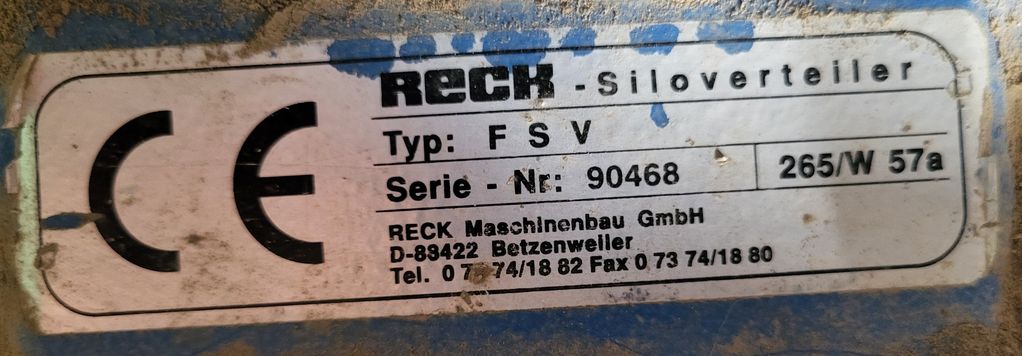 CE
RECK - Siloverteiler
Typ: F S V
Serie - Nr: 90468 265/W 57a
RECK Maschinenbau GmbH
Betzenweiler
Tel. 74/18 82 Fax 0 73 74/18 80